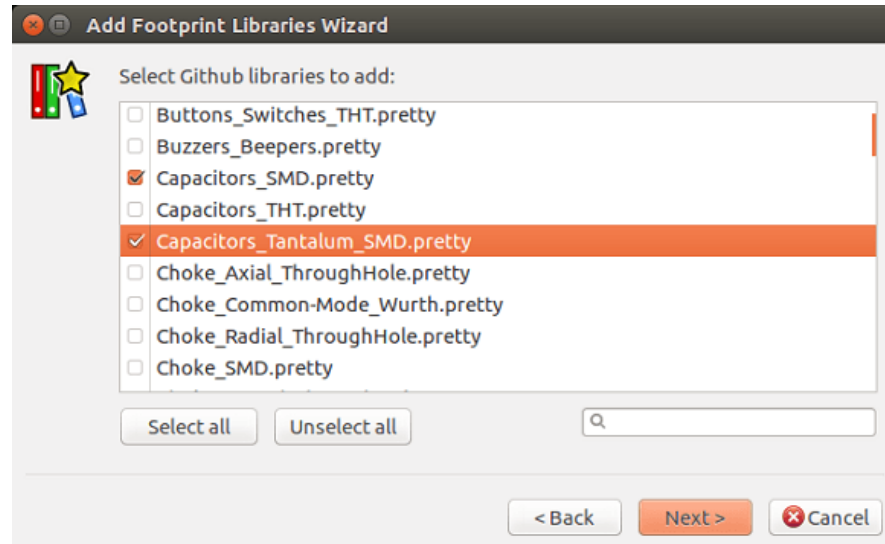 Add Footprint Libraries Wizard
Select Github libraries to add:
Buttons_Switches_THT.pretty
Buzzers_Beepers.pretty
Capacitors_SMD.pretty
Capacitors_THT.pretty
Capacitors_Tantalum_SMD.pretty
Choke_Axial_ThroughHole.pretty
Choke_Common-Mode_Wurth.pretty
Choke_Radial_ThroughHole.pretty
Choke_SMD.pretty
Select all Unselect all
< Back Next > Cancel